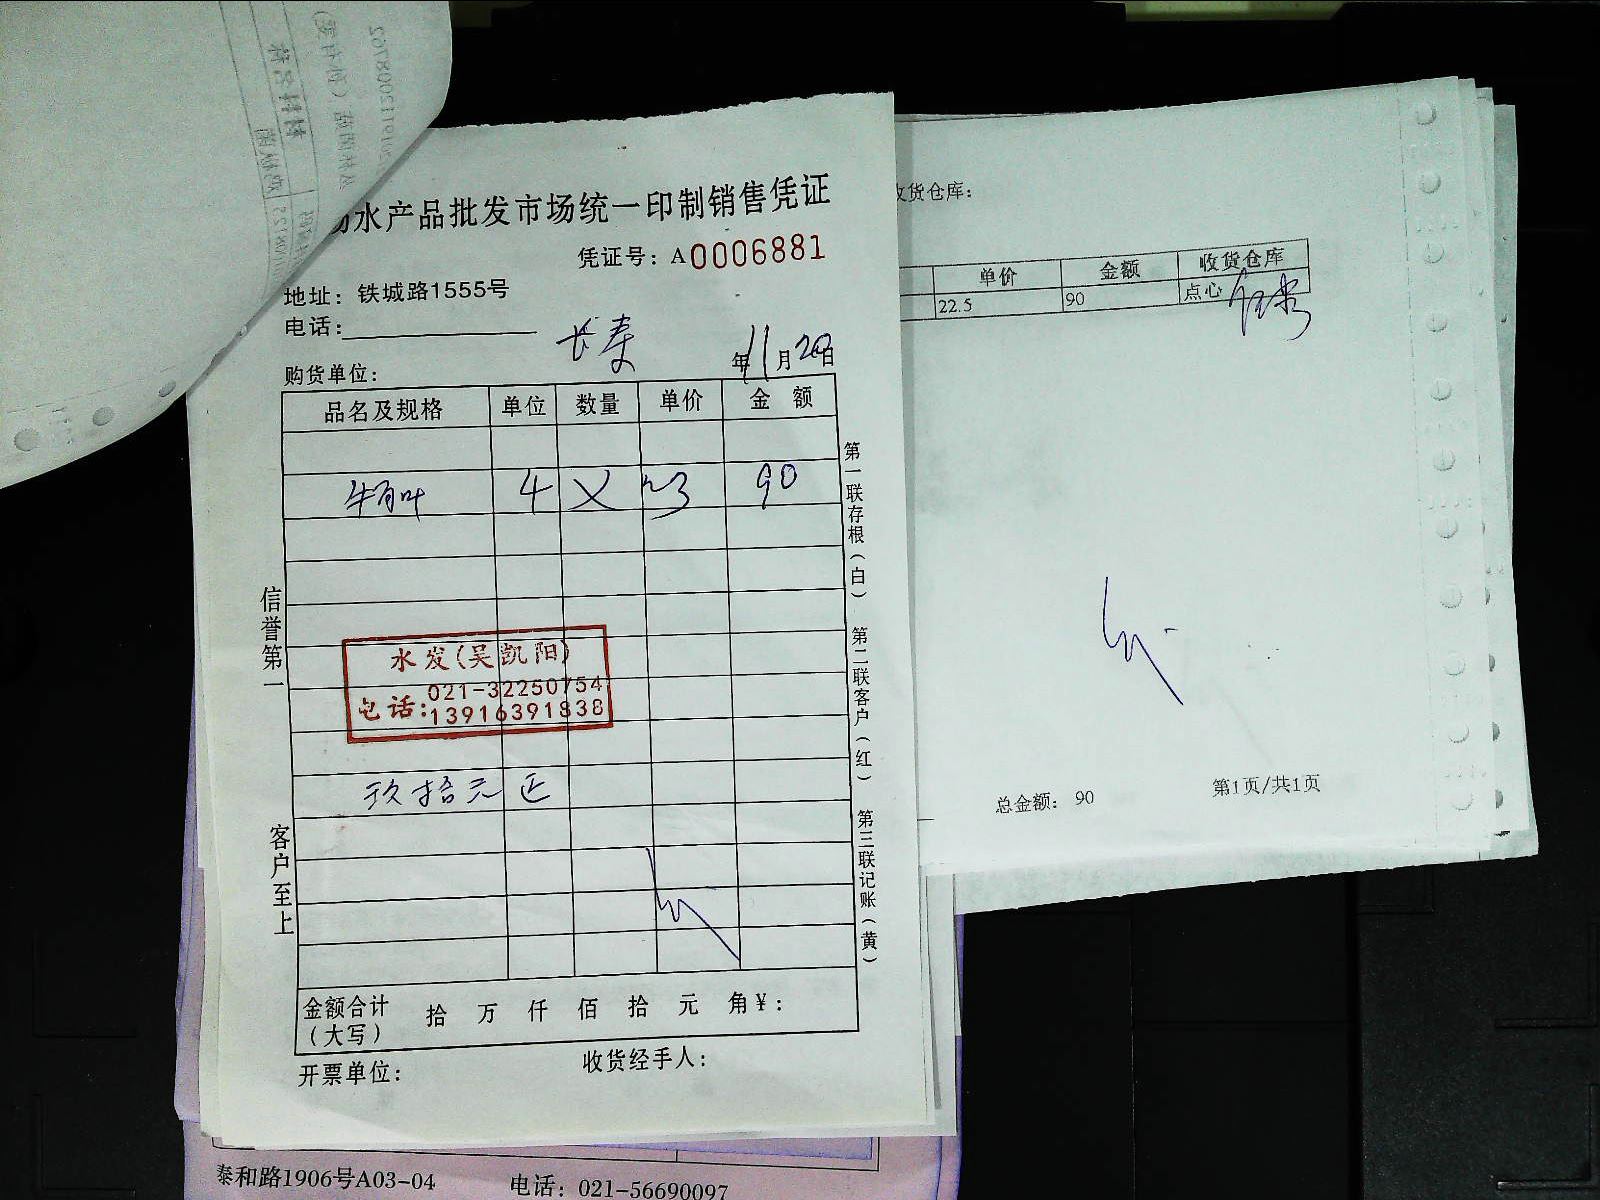 水产品批发市场统一印制销售凭证
凭证号：A0006881
地址：铁城路1555号
电话：
长寿
购货单位：
年11月20日
品名及规格 单位 数量 单价 金额
牛百叶 4 × 90
水发(吴凯阳)
电话：021-32250754
13916391838
玖拾元正
金额合计（大写） 拾 万 仟 佰 拾 元 角 ¥：
开票单位： 收货经手人：
信誉第一
客户至上
第一联存根（白） 第二联客户（红） 第三联记账（黄）
收货仓库：
单价 金额 收货仓库
22.5 90 点心
总金额： 90 第1页/共1页
泰和路1906号A03-04 电话：021-56690097